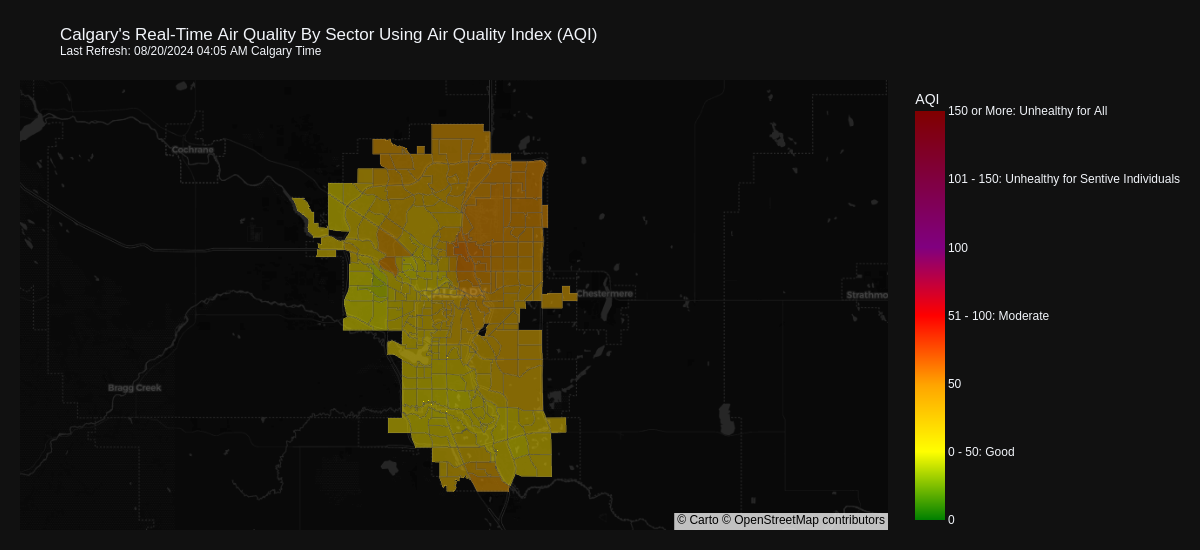 Calgary's Real-Time Air Quality By Sector Using Air Quality Index (AQI)
Last Refresh: 08/20/2024 04:05 AM Calgary Time
AQI
150 or More: Unhealthy for All
Cochrane
101 - 150: Unhealthy for Sentive Individuals
100
CALGARY
Chestermere
Strathmo
51 - 100: Moderate
Bragg Creek
50
0 - 50: Good
© Carto © OpenStreetMap contributors
0